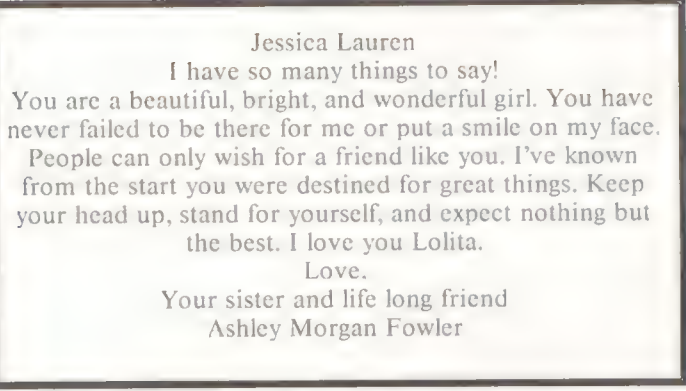 Jessica Lauren
I have so many things to say!
You are a beautiful, bright, and wonderful girl. You have
never failed to be there for me or put a smile on my face.
People can only wish for a friend like you. I've known
from the start you were destined for great things. Keep
your head up, stand for yourself, and expect nothing but
the best. I love you Lolita.
Love.
Your sister and life long friend
Ashley Morgan Fowler